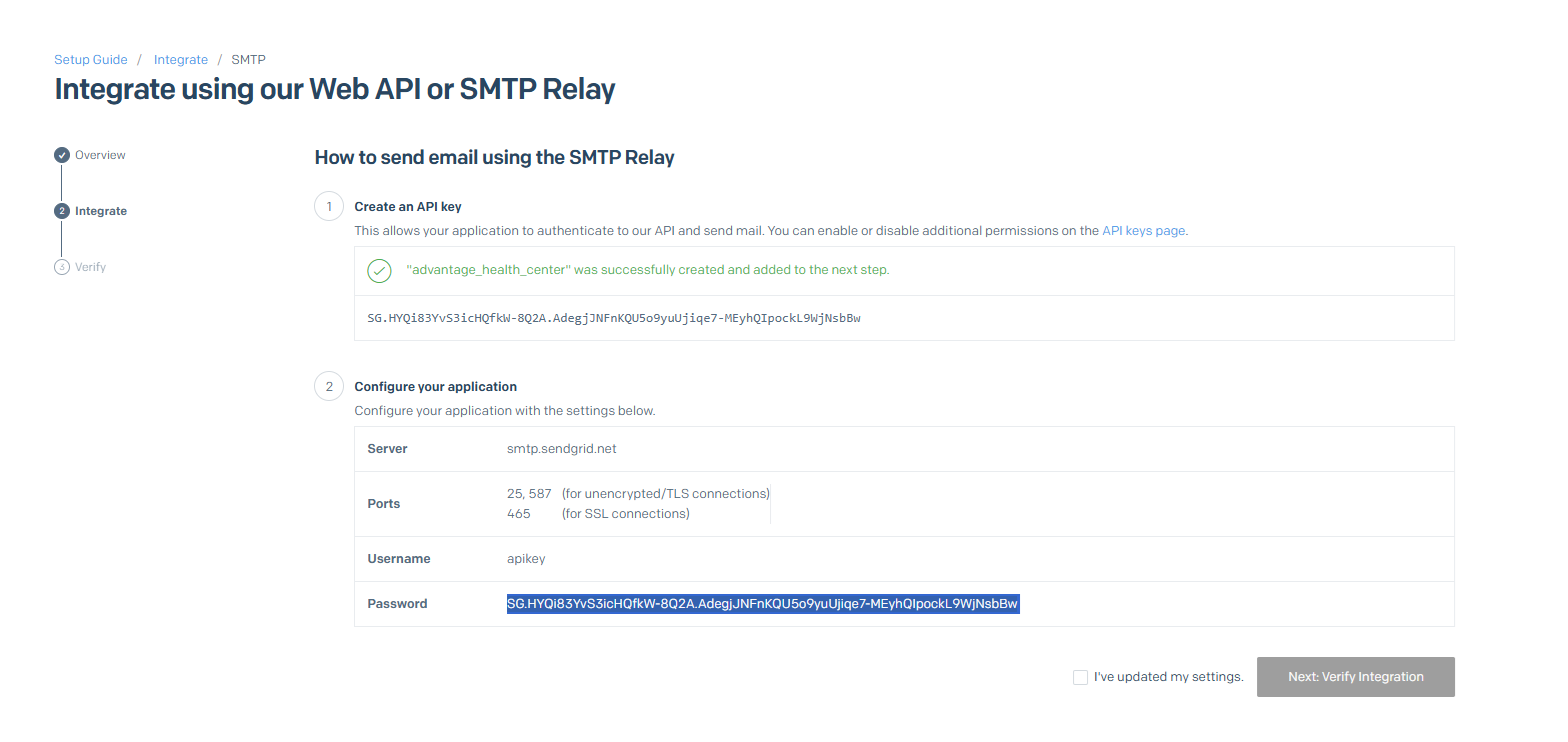 Setup Guide / Integrate / SMTP
Integrate using our Web API or SMTP Relay
Overview
2 Integrate
3 Verify
How to send email using the SMTP Relay
1 Create an API key
This allows your application to authenticate to our API and send mail. You can enable or disable additional permissions on the API keys page.
"advantage_health_center" was successfully created and added to the next step.
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
2 Configure your application
Configure your application with the settings below.
Server smtp.sendgrid.net
Ports
25, 587 (for unencrypted/TLS connections)
465 (for SSL connections)
Username apikey
Password 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
I've updated my settings. Next: Verify Integration